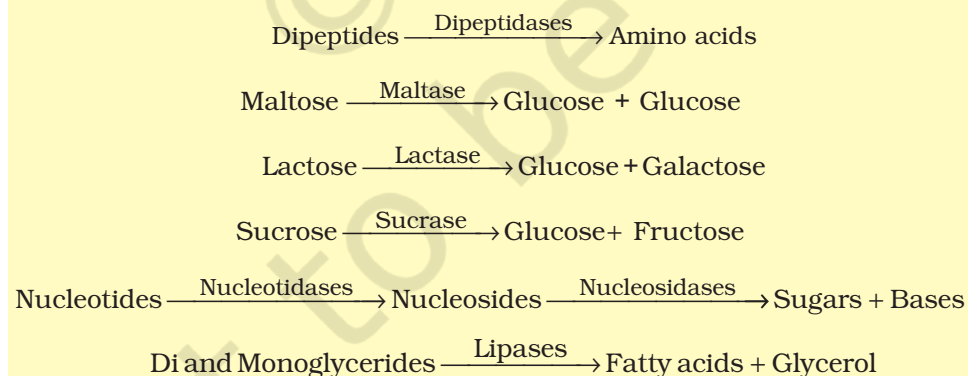 Dipeptides Dipeptidases → Amino acids
Maltose Maltase → Glucose + Glucose
Lactose Lactase → Glucose + Galactose
Sucrose Sucrase → Glucose + Fructose
Nucleotides Nucleotidases → Nucleosides Nucleosidases → Sugars + Bases
Di and Monoglycerides Lipases → Fatty acids + Glycerol